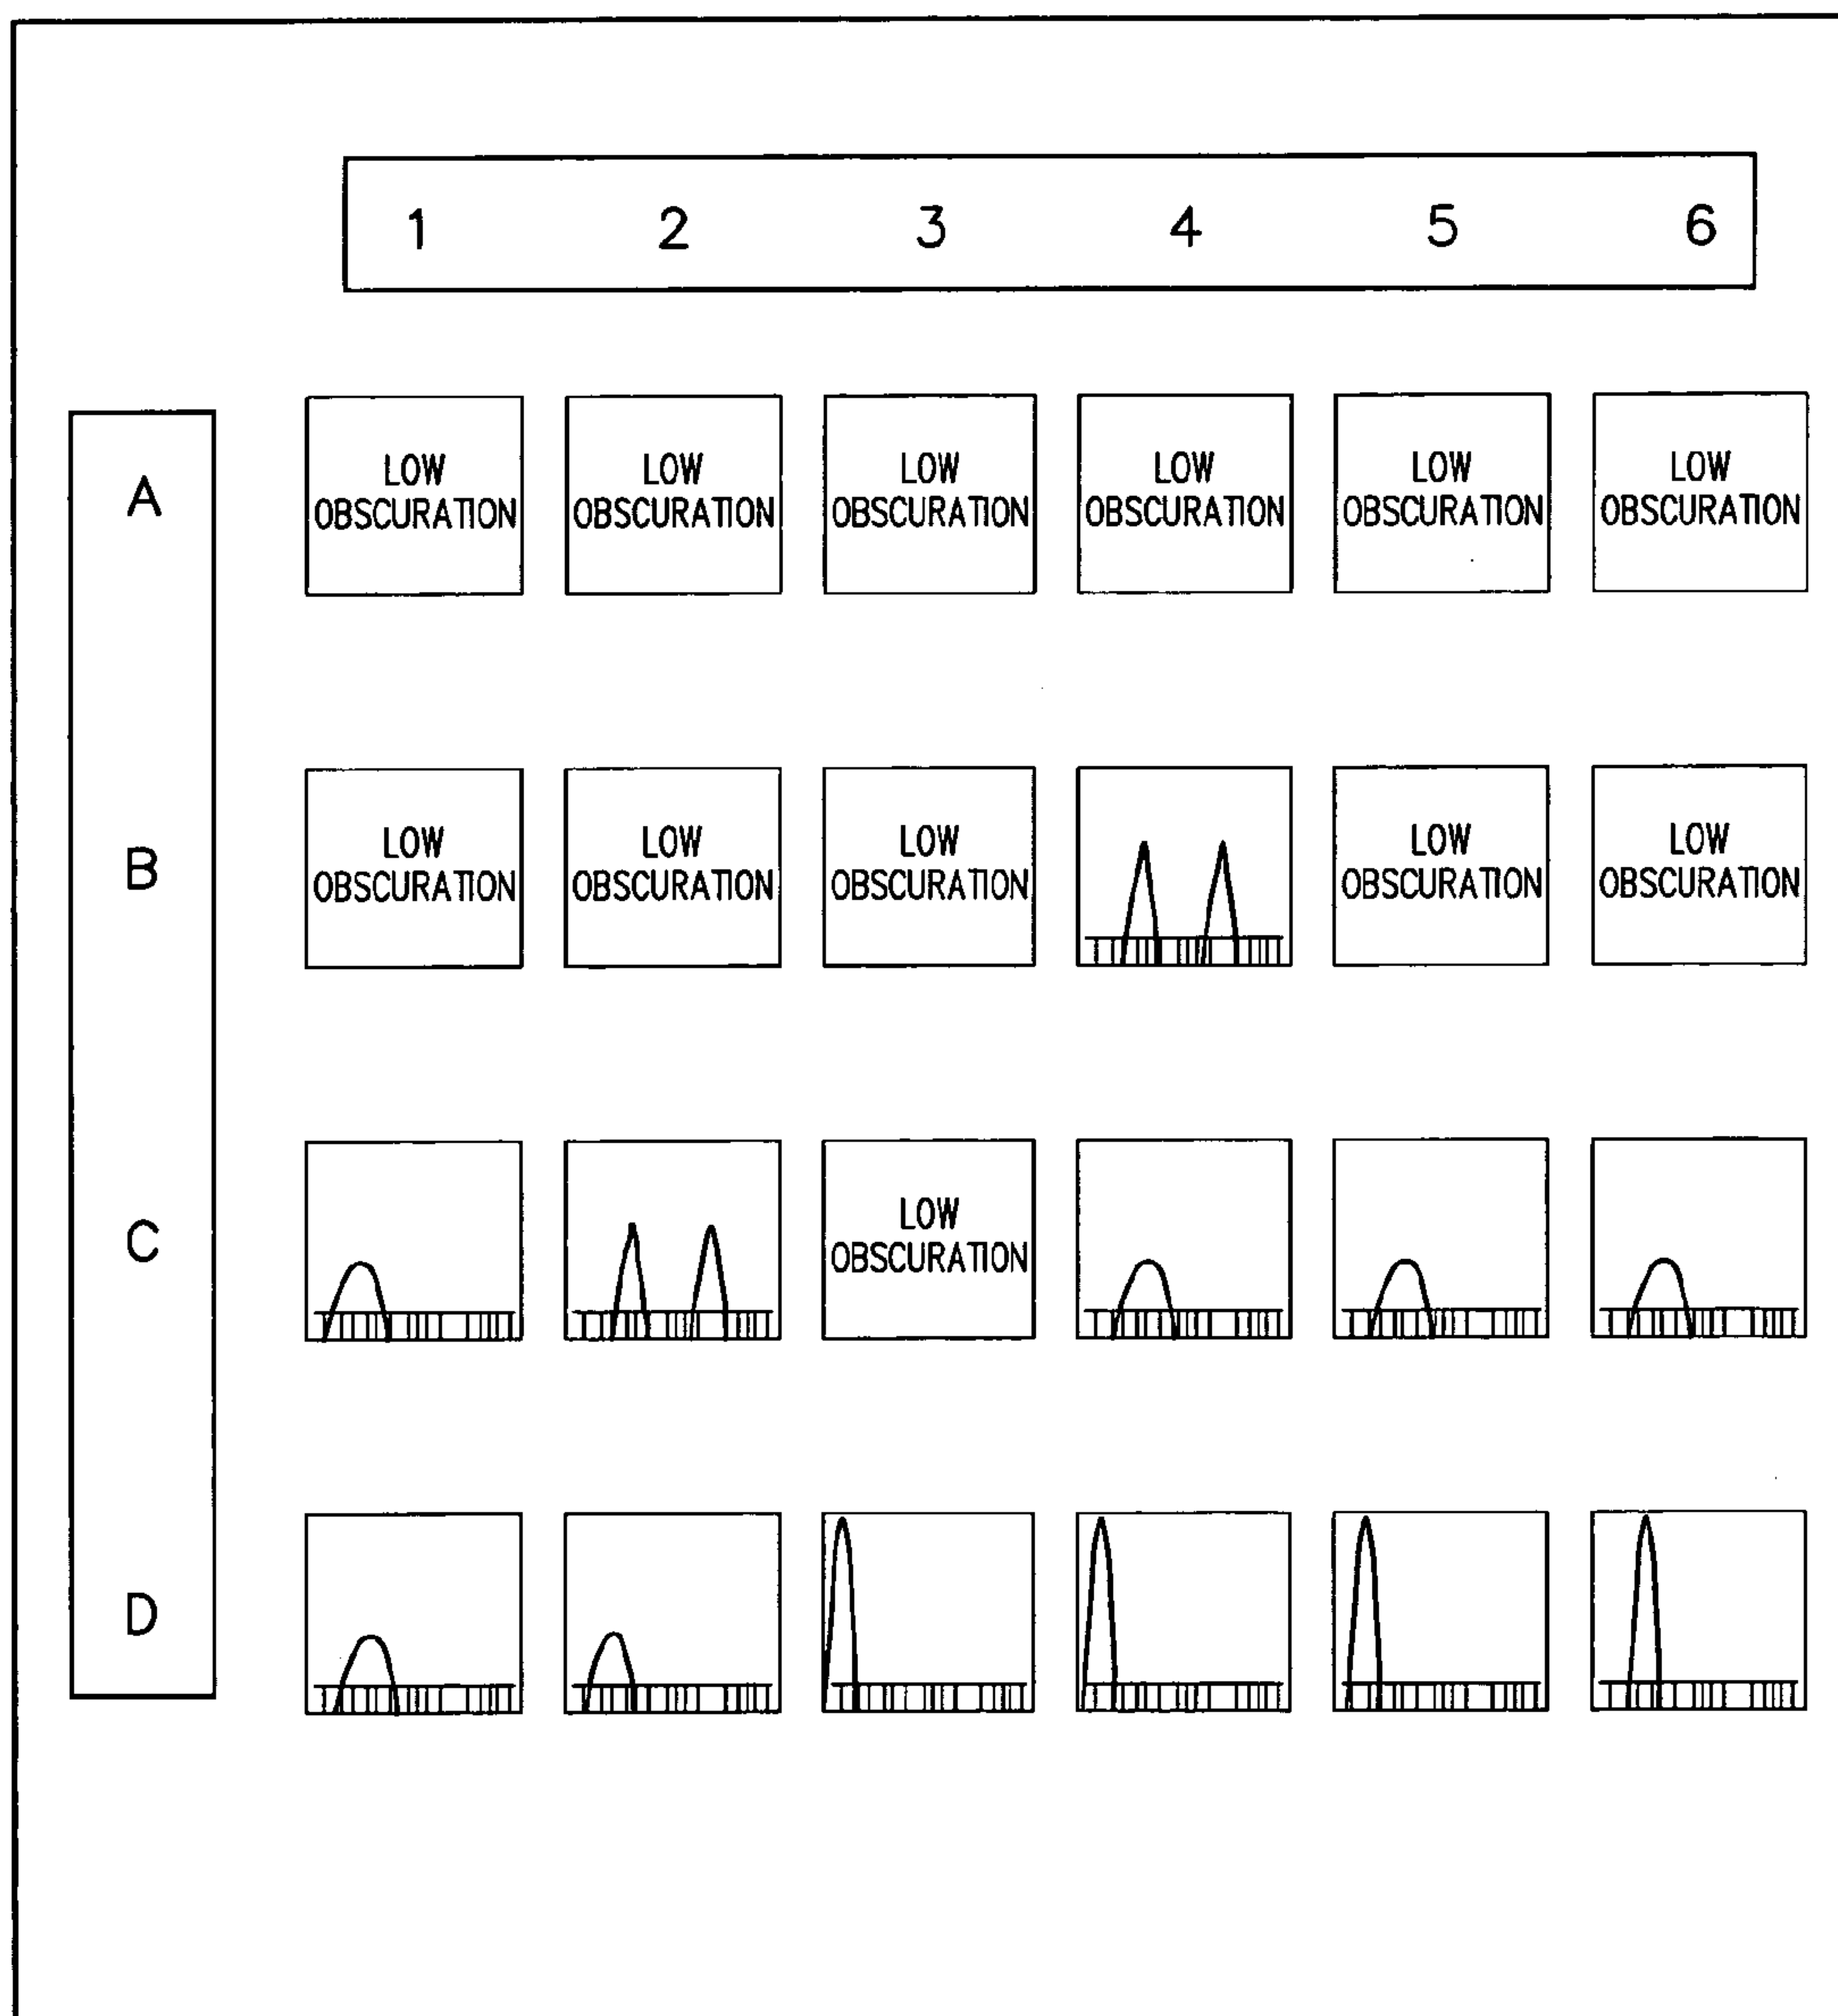 1 2 3 4 5 6
A
LOW LOW LOW LOW LOW LOW
OBSCURATION OBSCURATION OBSCURATION OBSCURATION OBSCURATION OBSCURATION
B
LOW LOW LOW LOW LOW
OBSCURATION OBSCURATION OBSCURATION OBSCURATION OBSCURATION
C
LOW
OBSCURATION
D